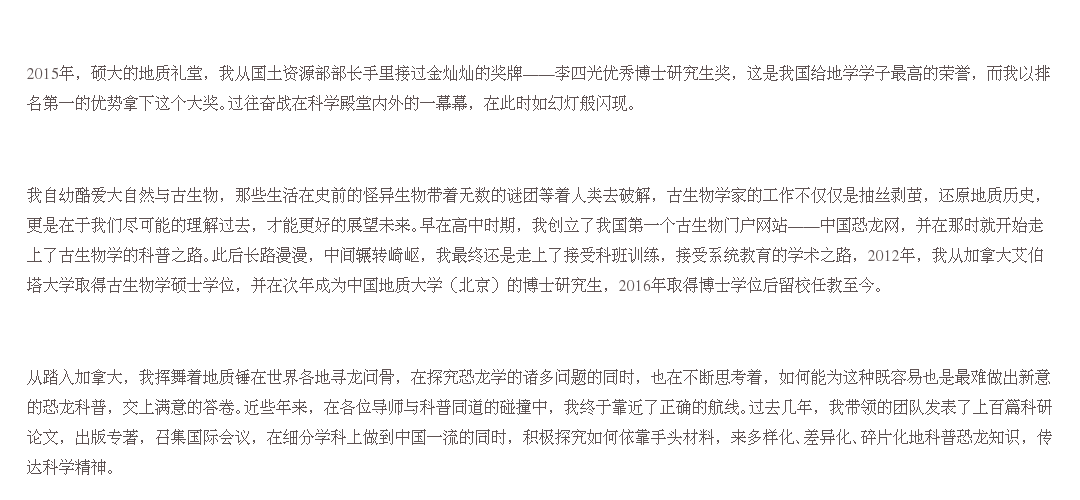 2015年，硕大的地质礼堂，我从国土资源部部长手里接过金灿灿的奖牌——李四光优秀博士研究生奖，这是我国给地学学子最高的荣誉，而我以排
名第一的优势拿下这个大奖。过往奋战在科学殿堂内外的一幕幕，在此时如幻灯般闪现。
我自幼酷爱大自然与古生物，那些生活在史前的怪异生物带着无数的谜团等着人类去破解，古生物学家的工作不仅仅是抽丝剥茧，还原地质历史，
更是在于我们尽可能的理解过去，才能更好的展望未来。早在高中时期，我创立了我国第一个古生物门户网站——中国恐龙网，并在那时就开始走
上了古生物学的科普之路。此后长路漫漫，中间辗转崎岖，我最终还是走上了接受科班训练，接受系统教育的学术之路，2012年，我从加拿大艾伯
塔大学取得古生物学硕士学位，并在次年成为中国地质大学（北京）的博士研究生，2016年取得博士学位后留校任教至今。
从踏入加拿大，我挥舞着地质锤在世界各地寻龙问骨，在探究恐龙学的诸多问题的同时，也在不断思考着，如何能为这种既容易也是最难做出新意
的恐龙科普，交上满意的答卷。近些年来，在各位导师与科普同道的碰撞中，我终于靠近了正确的航线。过去几年，我带领的团队发表了上百篇科研
论文，出版专著，召集国际会议，在细分学科上做到中国一流的同时，积极探究如何依靠手头材料，来多样化、差异化、碎片化地科普恐龙知识，传
达科学精神。